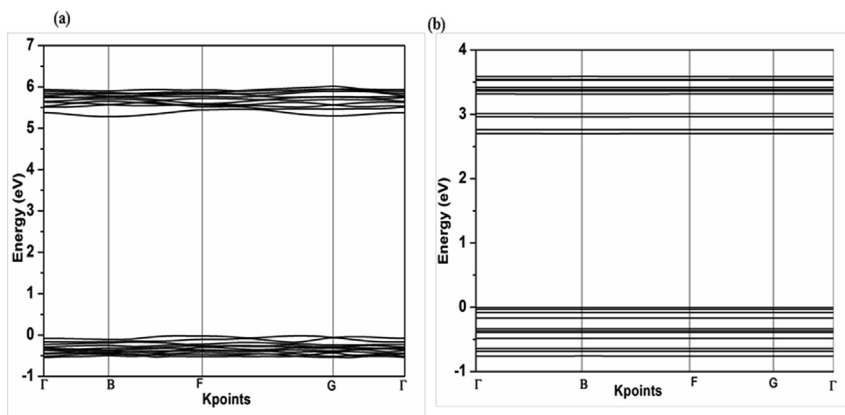 (a)
7
6
5
4
3
2
1
0
-1
Energy (eV)
Γ B F G Γ
Kpoints
(b)
4
3
2
1
0
-1
Energy (eV)
Γ B F G Γ
Kpoints